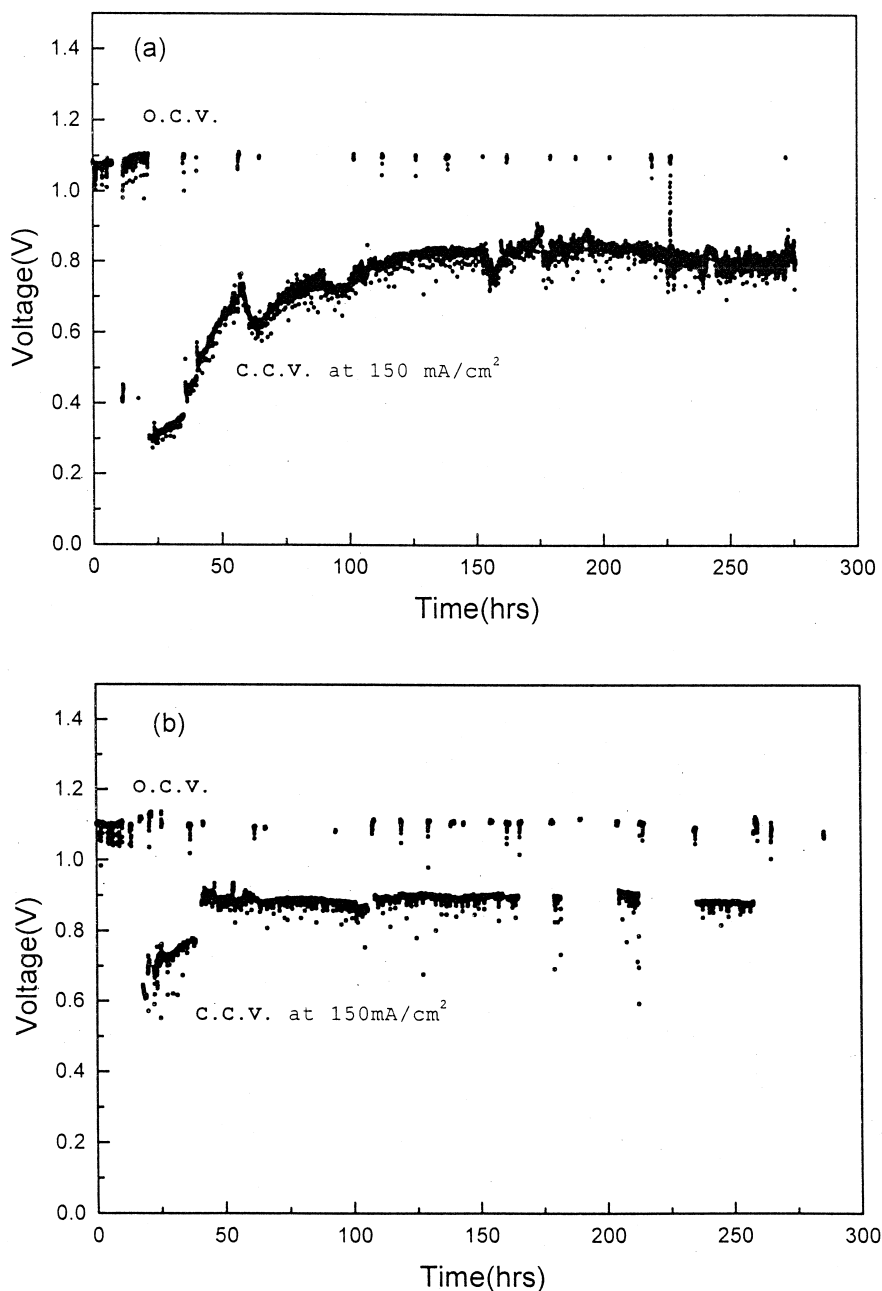 (a)
O.C.V.
C.C.V. at 150 mA/cm²
Voltage(V)
1.4
1.2
1.0
0.8
0.6
0.4
0.2
0.0
0 50 100 150 200 250 300
Time(hrs)
(b)
O.C.V.
C.C.V. at 150mA/cm²
Voltage(V)
1.4
1.2
1.0
0.8
0.6
0.4
0.2
0.0
0 50 100 150 200 250 300
Time(hrs)